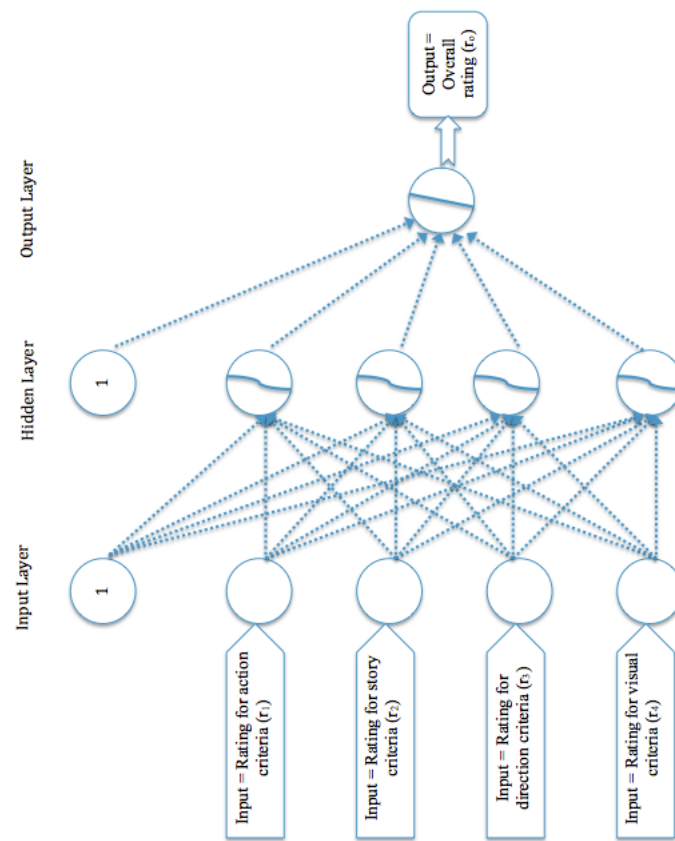 Input Layer
Hidden Layer
Output Layer
1
1
Input = Rating for action
criteria (r₁)
Input = Rating for story
criteria (r₂)
Input = Rating for
direction criteria (r₃)
Input = Rating for visual
criteria (r₄)
Output =
Overall
rating (r₀)